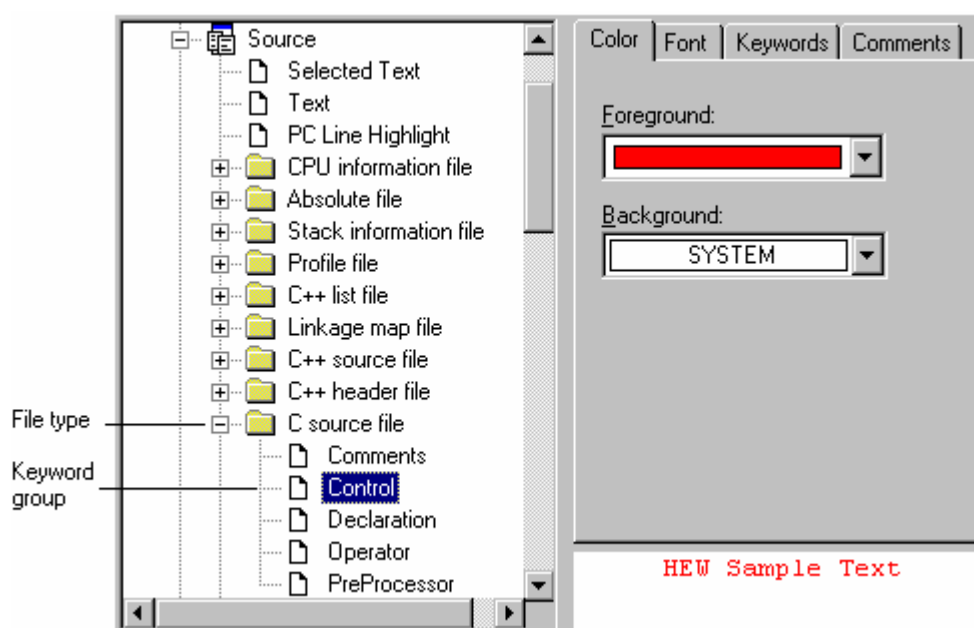 Source
Selected Text
Text
PC Line Highlight
CPU information file
Absolute file
Stack information file
Profile file
C++ list file
Linkage map file
C++ source file
C++ header file
File type
C source file
Comments
Keyword
group
Control
Declaration
Operator
PreProcessor
Color Font Keywords Comments
Foreground:
Background:
SYSTEM
HEW Sample Text